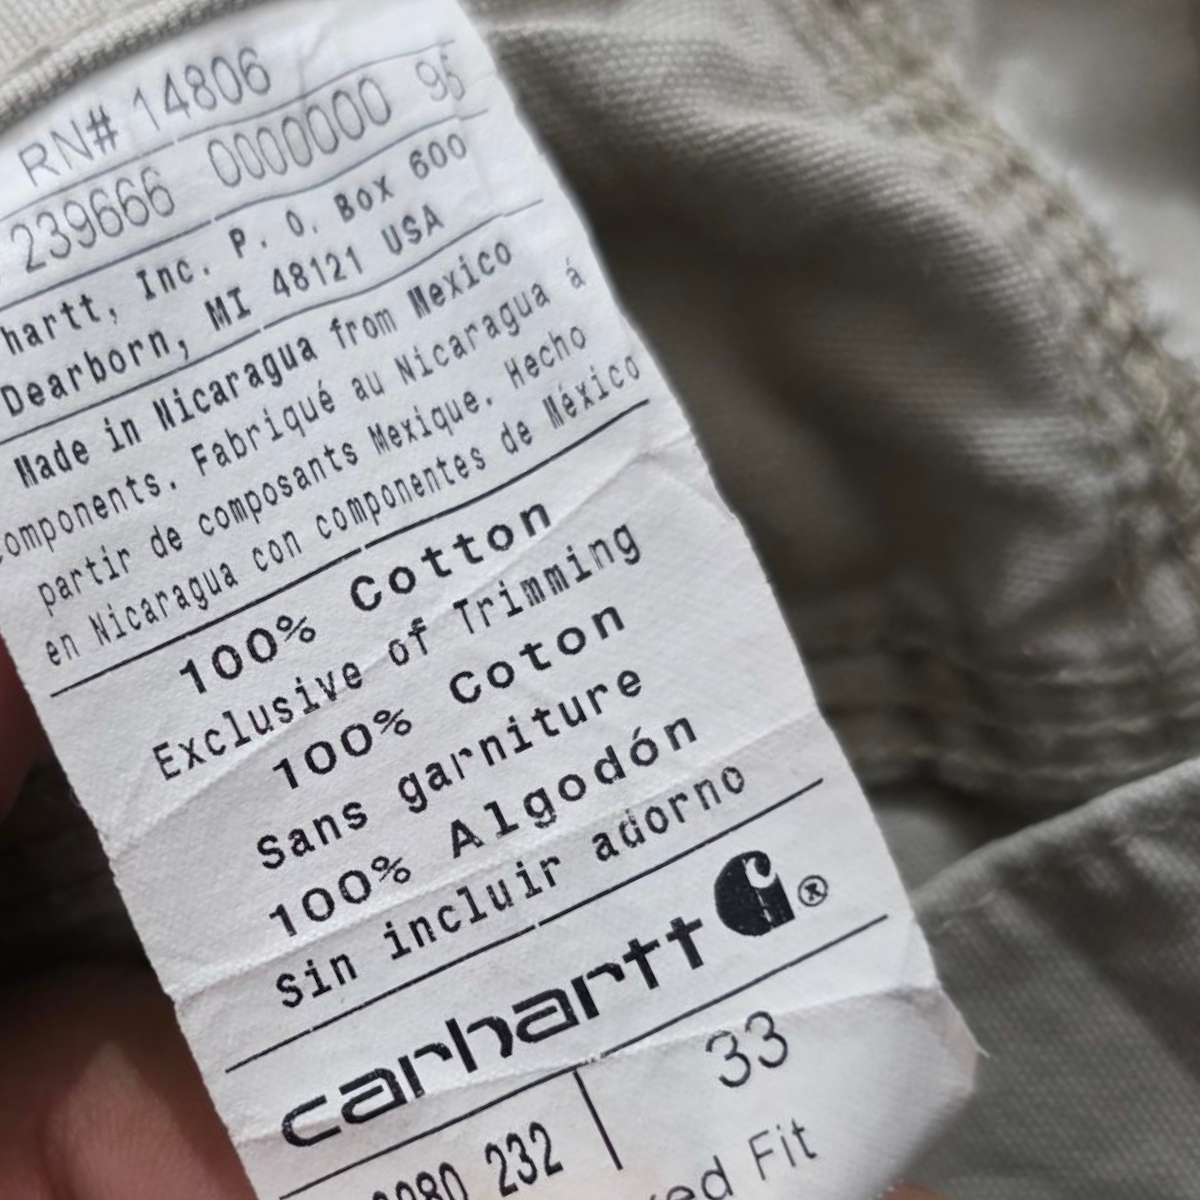 RN# 14806
239666 0000000 95
hartt, Inc. P. O. Box 600
Dearborn, MI 48121 USA
Made in Nicaragua from Mexico
components. Fabriqué au Nicaragua á
partir de composants Mexique. Hecho
en Nicaragua con componentes de México
100% Cotton
Exclusive of Trimming
100% Coton
Sans garniture
100% Algodón
Sin incluir adorno
carhartt ®
33
080 232
ed Fit